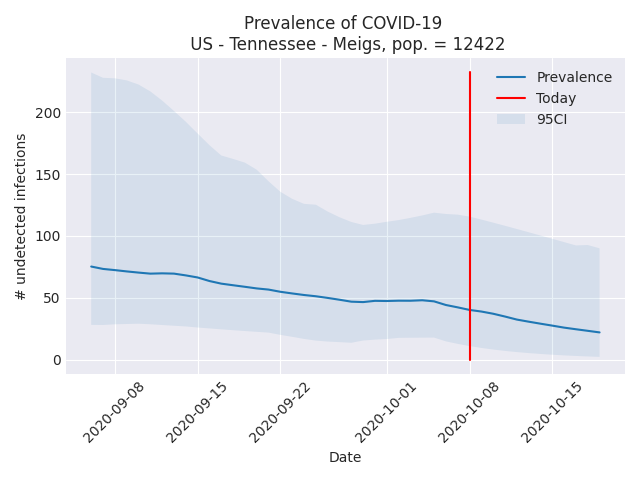 Prevalence of COVID-19
US - Tennessee - Meigs, pop. = 12422
Prevalence
Today
95CI
# undetected infections
200
150
100
50
0
2020-09-08
2020-09-15
2020-09-22
2020-10-01
2020-10-08
2020-10-15
Date